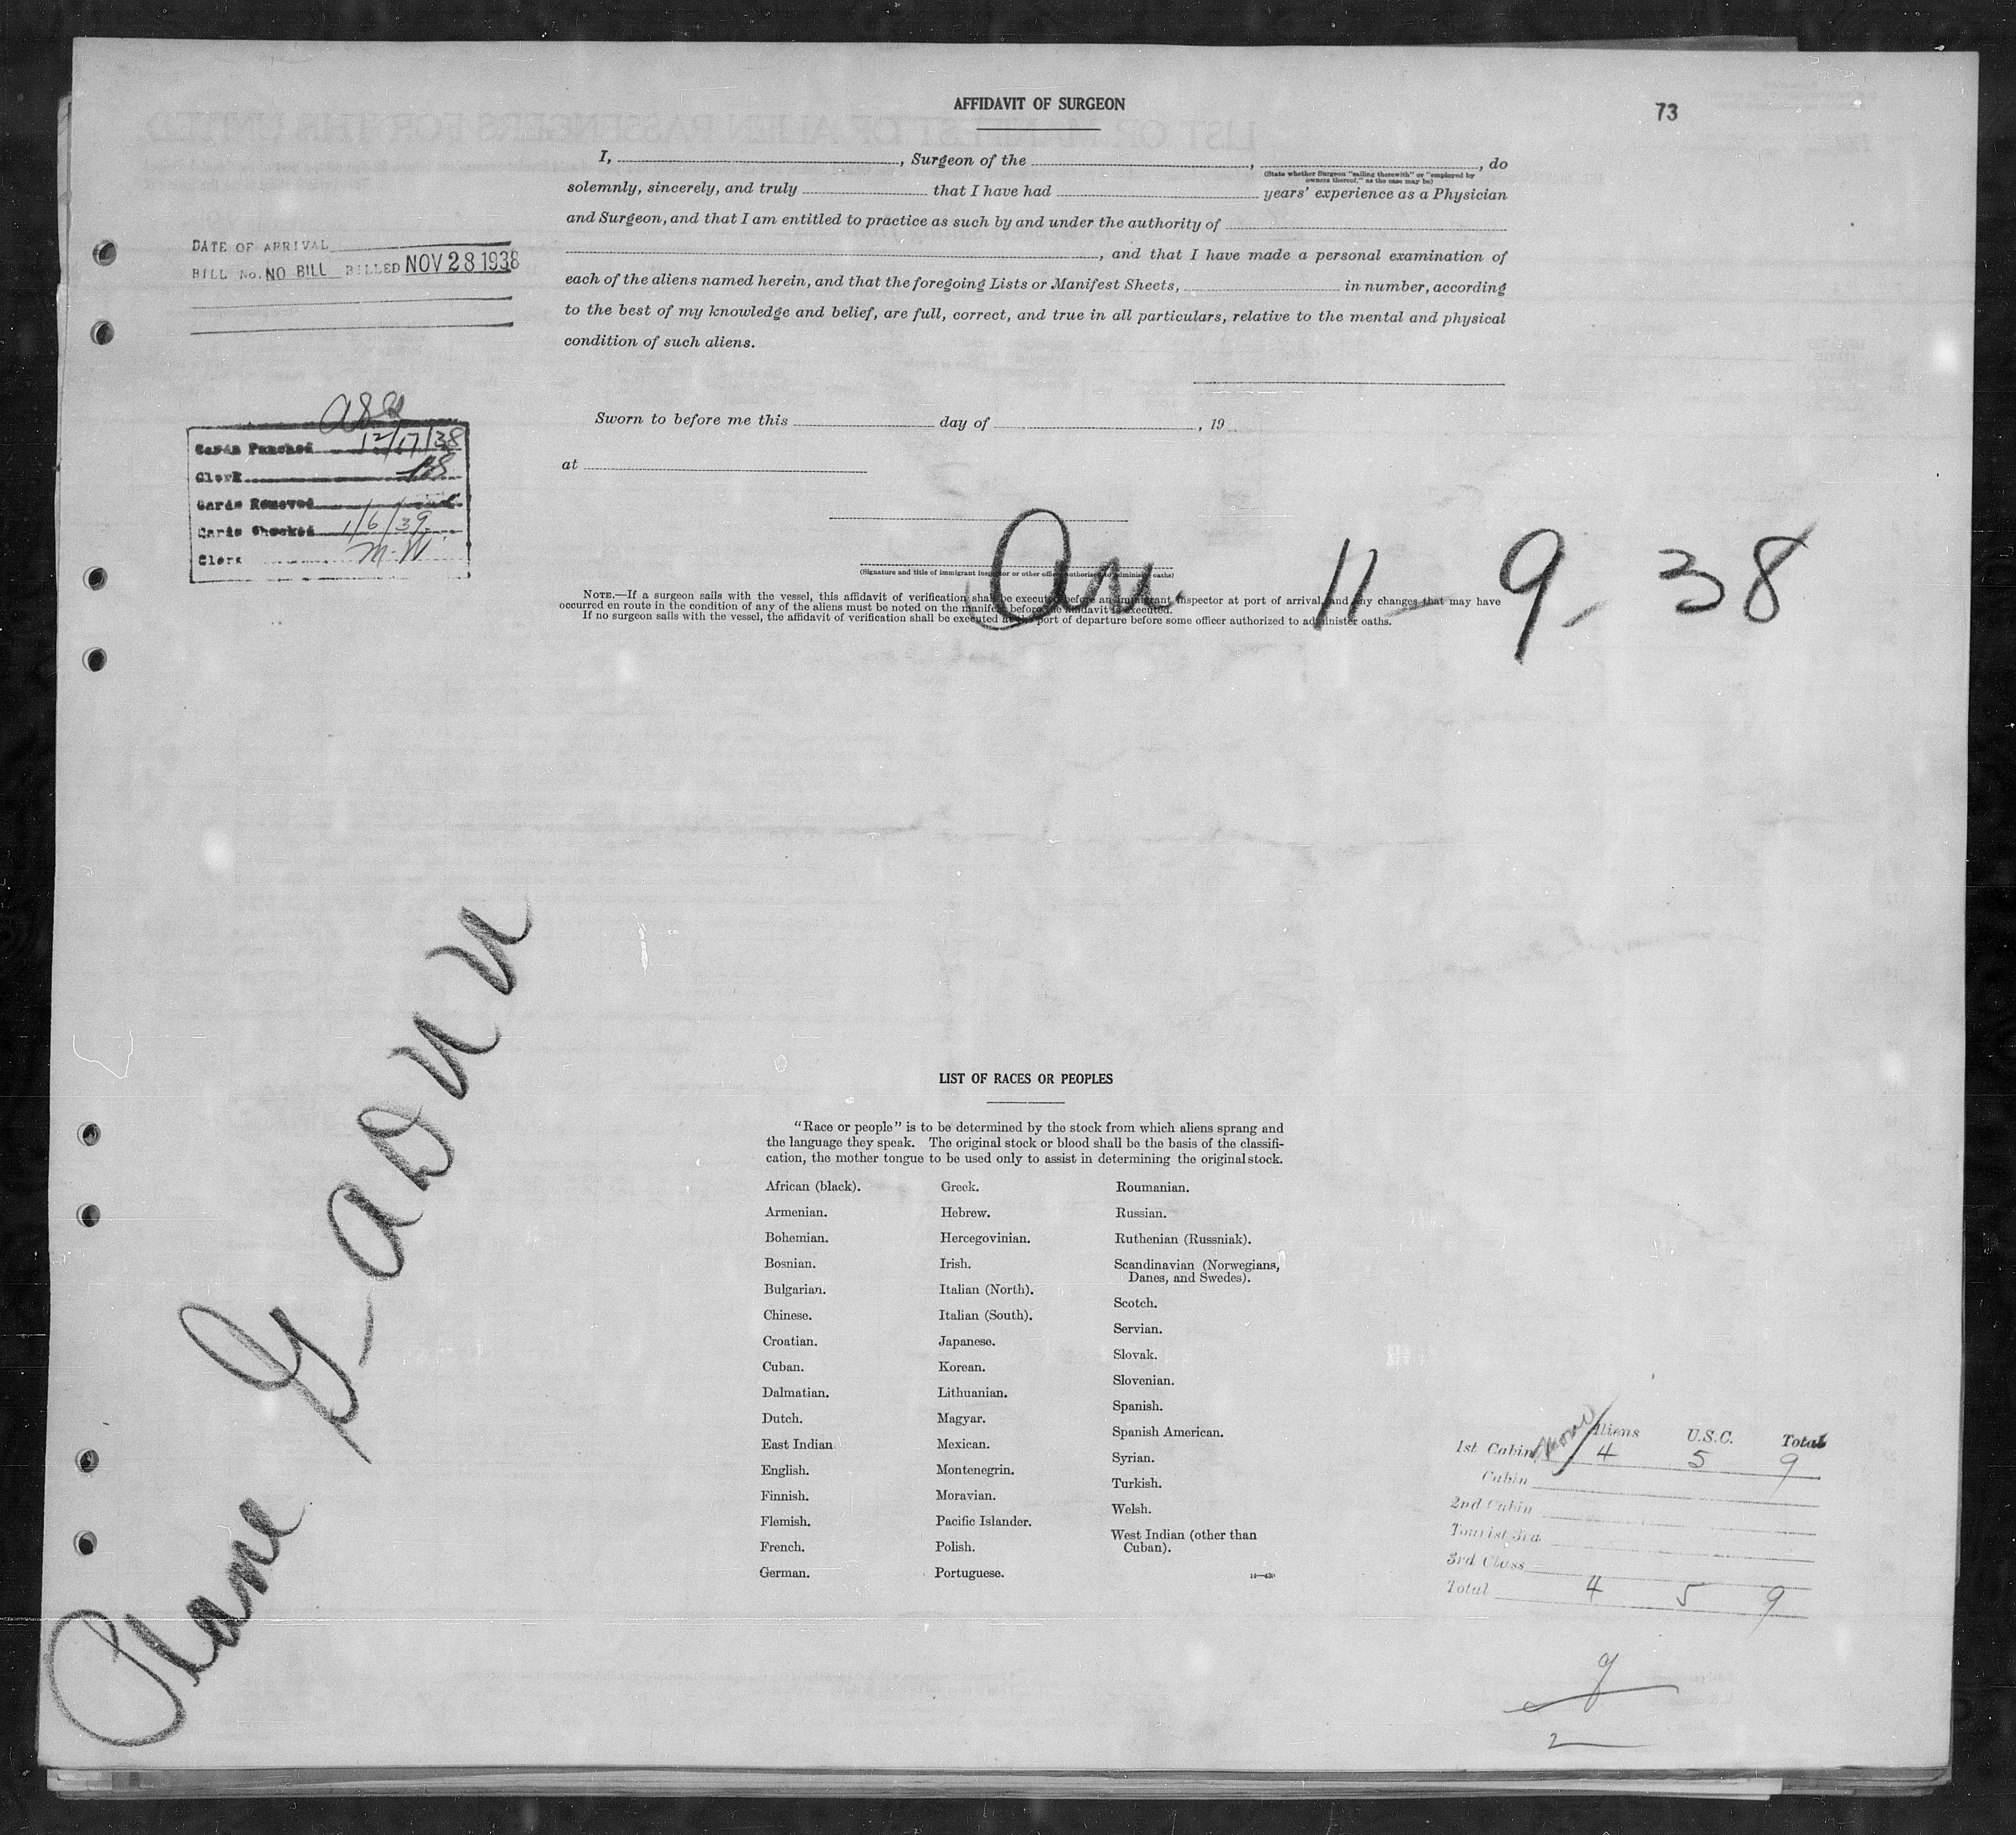 AFFIDAVIT OF SURGEON
73
I, , Surgeon of the , , do
(State whether Surgeon "sailing therewith" or "employed by
owners thereof," as the case may be)
solemnly, sincerely, and truly that I have had years' experience as a Physician
and Surgeon, and that I am entitled to practice as such by and under the authority of
, and that I have made a personal examination of
each of the aliens named herein, and that the foregoing Lists or Manifest Sheets, in number, according
to the best of my knowledge and belief, are full, correct, and true in all particulars, relative to the mental and physical
condition of such aliens.
DATE OF ARRIVAL
BILL No. NO BILL BILLED NOV 28 1938
Sworn to before me this day of , 19
at
Cards Punched 12/17/38
Clerk
Cards Removed
Cards Checked 1/6/39
Clerk M-W
(Signature and title of immigrant inspector or other officer authorized to administer oaths)
Arr. 11-9-38
NOTE.—If a surgeon sails with the vessel, this affidavit of verification shall be executed before an immigrant inspector at port of arrival, and any changes that may have
occurred en route in the condition of any of the aliens must be noted on the manifest before the affidavit is executed.
If no surgeon sails with the vessel, the affidavit of verification shall be executed at the port of departure before some officer authorized to administer oaths.
Plane
LIST OF RACES OR PEOPLES
"Race or people" is to be determined by the stock from which aliens sprang and
the language they speak. The original stock or blood shall be the basis of the classifi-
cation, the mother tongue to be used only to assist in determining the original stock.
African (black).
Armenian.
Bohemian.
Bosnian.
Bulgarian.
Chinese.
Croatian.
Cuban.
Dalmatian.
Dutch.
East Indian
English.
Finnish.
Flemish.
French.
German.
Greek.
Hebrew.
Hercegovinian.
Irish.
Italian (North).
Italian (South).
Japanese.
Korean.
Lithuanian.
Magyar.
Mexican.
Montenegrin.
Moravian.
Pacific Islander.
Polish.
Portuguese.
Roumanian.
Russian.
Ruthenian (Russniak).
Scandinavian (Norwegians,
Danes, and Swedes).
Scotch.
Servian.
Slovak.
Slovenian.
Spanish.
Spanish American.
Syrian.
Turkish.
Welsh.
West Indian (other than
Cuban).
Aliens U.S.C. Total
1st Cabin 4 5 9
Cabin
2nd Cabin
Tourist 3rd
3rd Class
Total 4 5 9
9
2